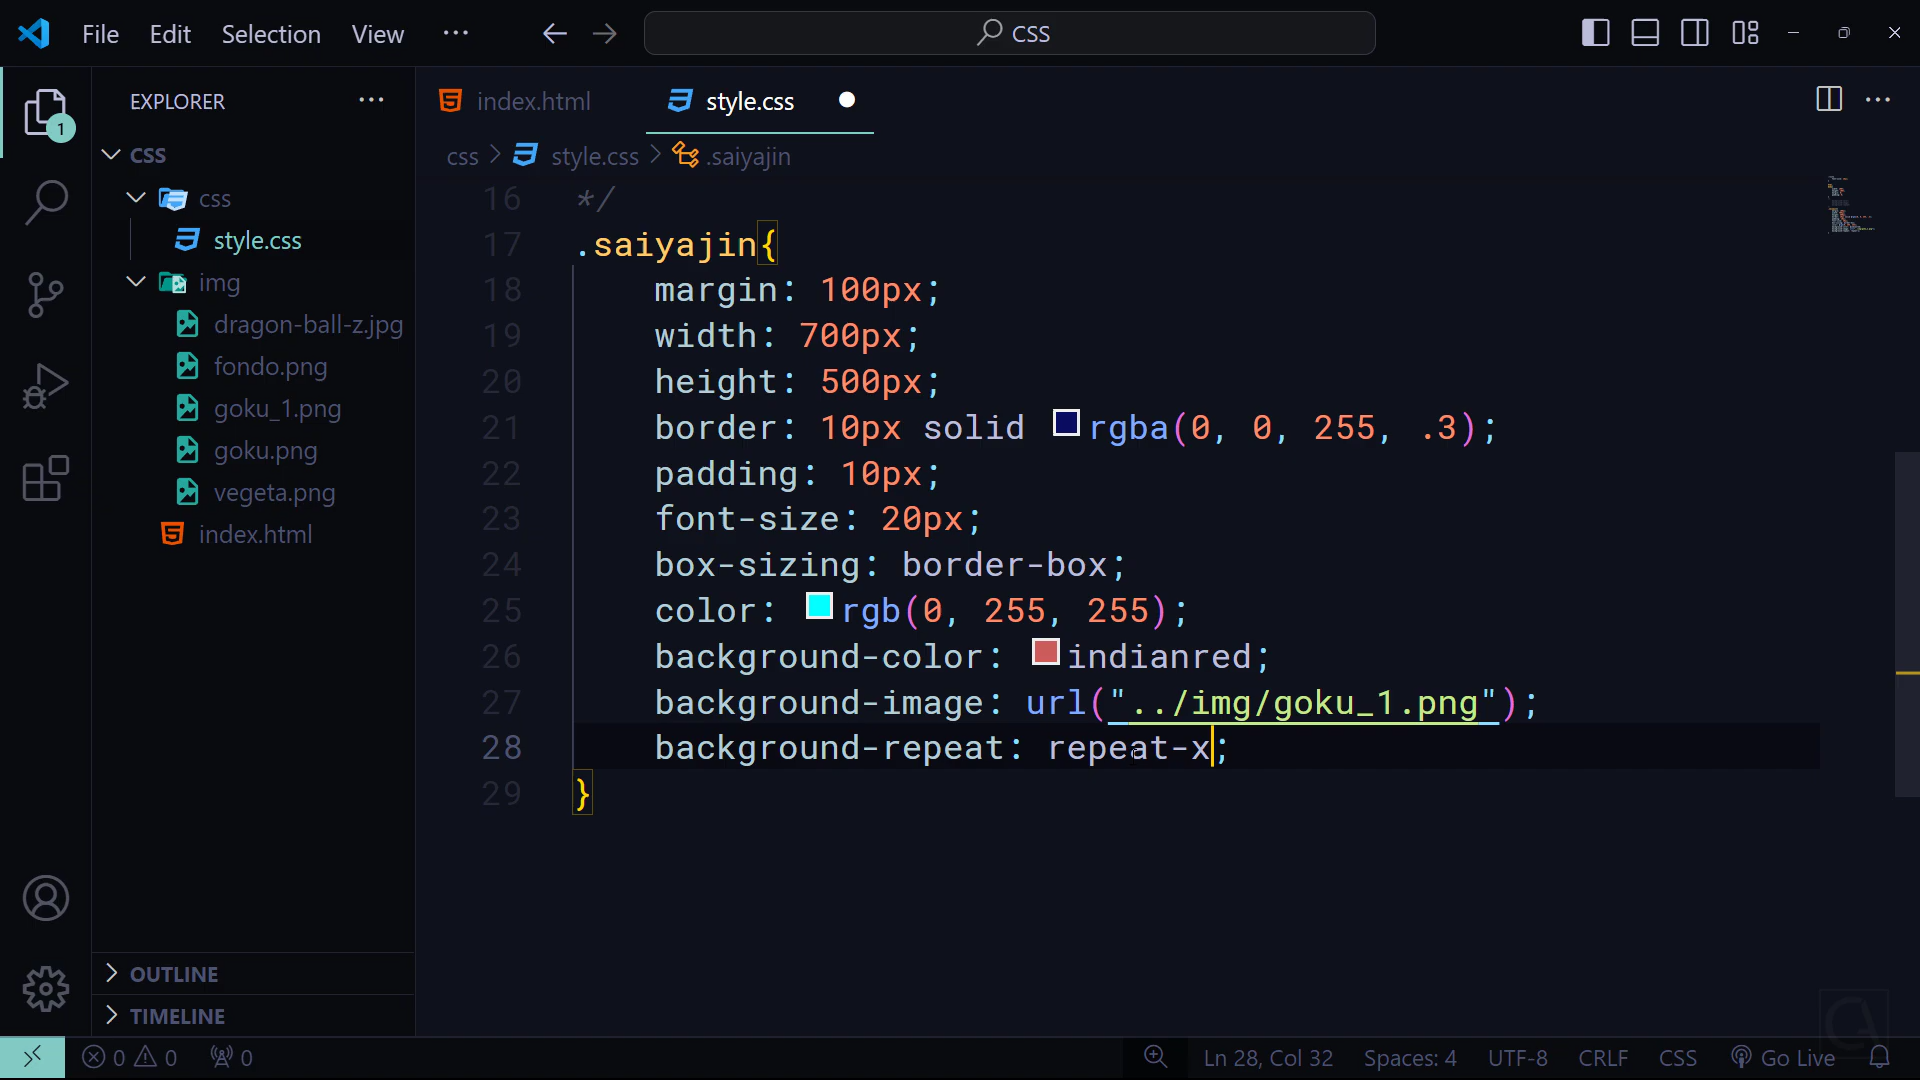 File Edit Selection View ···
CSS
EXPLORER ···
CSS
css
style.css
img
dragon-ball-z.jpg
fondo.png
goku_1.png
goku.png
vegeta.png
index.html
OUTLINE
TIMELINE
1
index.html style.css
css > style.css > .saiyajin
16 */
17 .saiyajin{
18 margin: 100px;
19 width: 700px;
20 height: 500px;
21 border: 10px solid rgba(0, 0, 255, .3);
22 padding: 10px;
23 font-size: 20px;
24 box-sizing: border-box;
25 color: rgb(0, 255, 255);
26 background-color: indianred;
27 background-image: url("../img/goku_1.png");
28 background-repeat: repeat-x;
29 }
0 0 0 Ln 28, Col 32 Spaces: 4 UTF-8 CRLF CSS Go Live